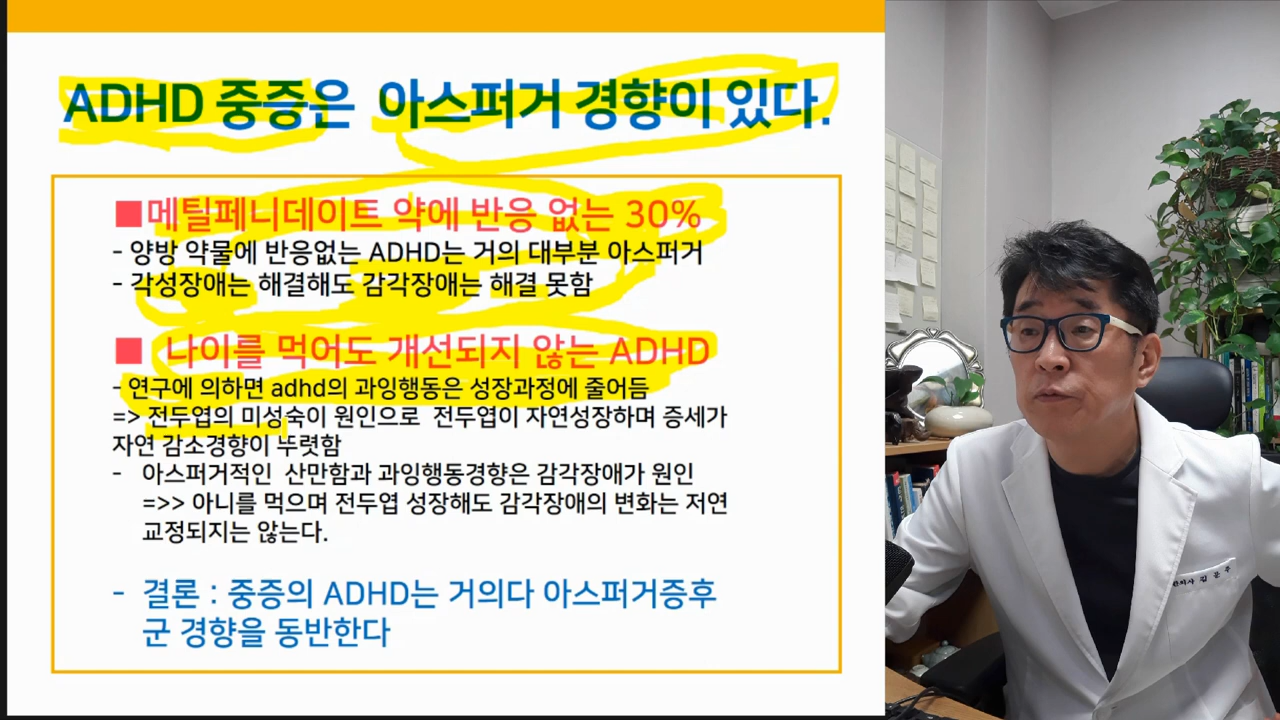 ADHD 중증은 아스퍼거 경향이 있다.
■메틸페니데이트 약에 반응 없는 30%
- 양방 약물에 반응없는 ADHD는 거의 대부분 아스퍼거
- 각성장애는 해결해도 감각장애는 해결 못함
■ 나이를 먹어도 개선되지 않는 ADHD
- 연구에 의하면 adhd의 과잉행동은 성장과정에 줄어듬
=> 전두엽의 미성숙이 원인으로 전두엽이 자연성장하며 증세가
자연 감소경향이 뚜렷함
- 아스퍼거적인 산만함과 과잉행동경향은 감각장애가 원인
=>> 아니를 먹으며 전두엽 성장해도 감각장애의 변화는 저연
교정되지는 않는다.
- 결론 : 중증의 ADHD는 거의다 아스퍼거증후
군 경향을 동반한다